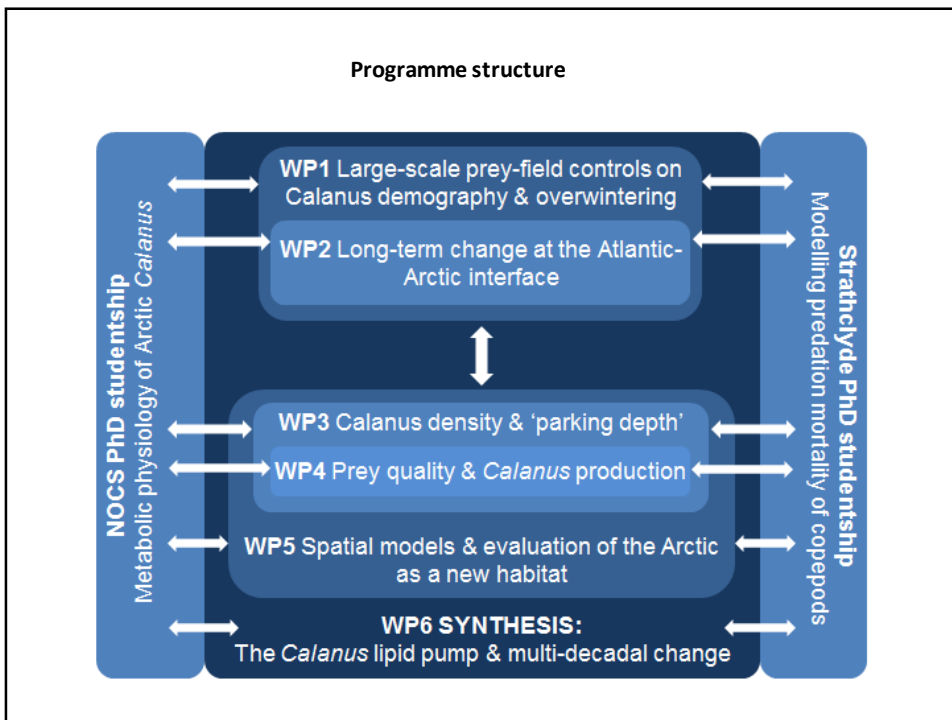 Programme structure
NOCS PhD studentship
Metabolic physiology of Arctic Calanus
WP1 Large-scale prey-field controls on
Calanus demography & overwintering
WP2 Long-term change at the Atlantic-
Arctic interface
WP3 Calanus density & ‘parking depth’
WP4 Prey quality & Calanus production
WP5 Spatial models & evaluation of the Arctic
as a new habitat
WP6 SYNTHESIS:
The Calanus lipid pump & multi-decadal change
Strathclyde PhD studentship
Modelling predation mortality of copepods